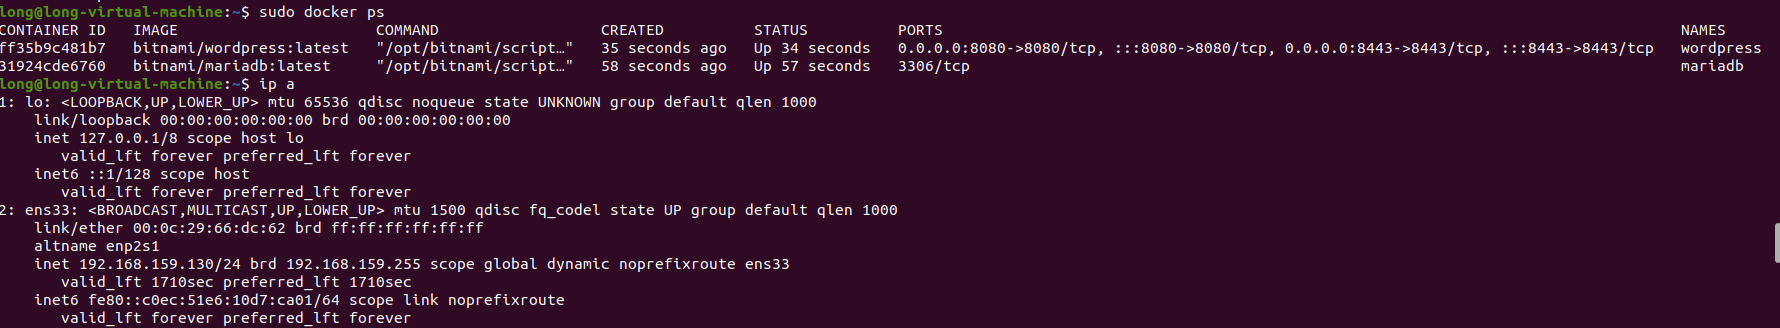 long@long-virtual-machine:~$ sudo docker ps
CONTAINER ID   IMAGE                     COMMAND                  CREATED          STATUS          PORTS                                                                                  NAMES
ff35b9c481b7   bitnami/wordpress:latest   "/opt/bitnami/script…"   35 seconds ago   Up 34 seconds   0.0.0.0:8080->8080/tcp, :::8080->8080/tcp, 0.0.0.0:8443->8443/tcp, :::8443->8443/tcp   wordpress
31924cde6760   bitnami/mariadb:latest     "/opt/bitnami/script…"   58 seconds ago   Up 57 seconds   3306/tcp                                                                               mariadb
long@long-virtual-machine:~$ ip a
1: lo: <LOOPBACK,UP,LOWER_UP> mtu 65536 qdisc noqueue state UNKNOWN group default qlen 1000
    link/loopback 00:00:00:00:00:00 brd 00:00:00:00:00:00
    inet 127.0.0.1/8 scope host lo
       valid_lft forever preferred_lft forever
    inet6 ::1/128 scope host
       valid_lft forever preferred_lft forever
2: ens33: <BROADCAST,MULTICAST,UP,LOWER_UP> mtu 1500 qdisc fq_codel state UP group default qlen 1000
    link/ether 00:0c:29:66:dc:62 brd ff:ff:ff:ff:ff:ff
    altname enp2s1
    inet 192.168.159.130/24 brd 192.168.159.255 scope global dynamic noprefixroute ens33
       valid_lft 1710sec preferred_lft 1710sec
    inet6 fe80::c0ec:51e6:10d7:ca01/64 scope link noprefixroute
       valid_lft forever preferred_lft forever